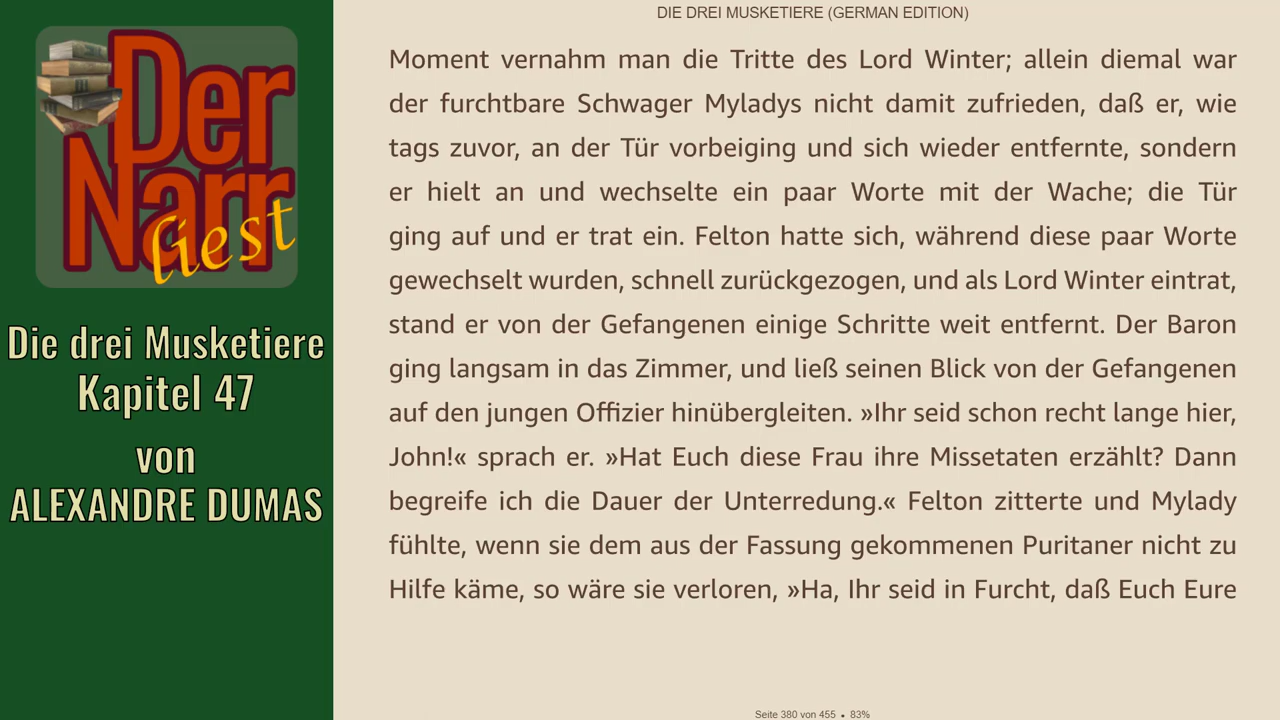 Der
Narr
liest
Die drei Musketiere
Kapitel 47
von
ALEXANDRE DUMAS
DIE DREI MUSKETIERE (GERMAN EDITION)
Moment vernahm man die Tritte des Lord Winter; allein diemal war
der furchtbare Schwager Myladys nicht damit zufrieden, daß er, wie
tags zuvor, an der Tür vorbeiging und sich wieder entfernte, sondern
er hielt an und wechselte ein paar Worte mit der Wache; die Tür
ging auf und er trat ein. Felton hatte sich, während diese paar Worte
gewechselt wurden, schnell zurückgezogen, und als Lord Winter eintrat,
stand er von der Gefangenen einige Schritte weit entfernt. Der Baron
ging langsam in das Zimmer, und ließ seinen Blick von der Gefangenen
auf den jungen Offizier hinübergleiten. »Ihr seid schon recht lange hier,
John!« sprach er. »Hat Euch diese Frau ihre Missetaten erzählt? Dann
begreife ich die Dauer der Unterredung.« Felton zitterte und Mylady
fühlte, wenn sie dem aus der Fassung gekommenen Puritaner nicht zu
Hilfe käme, so wäre sie verloren, »Ha, Ihr seid in Furcht, daß Euch Eure
Seite 380 von 455 • 83%